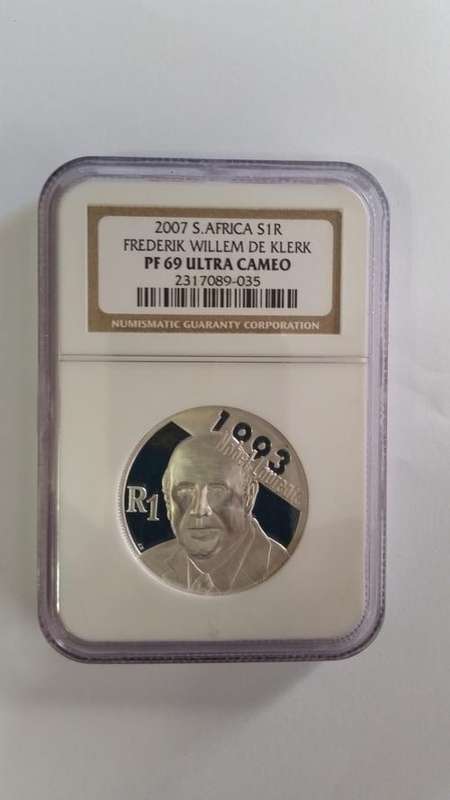 2007 S.AFRICA S1R
FREDERIK WILLEM DE KLERK
PF 69 ULTRA CAMEO
2317089-035
NUMISMATIC GUARANTY CORPORATION
1993
R1